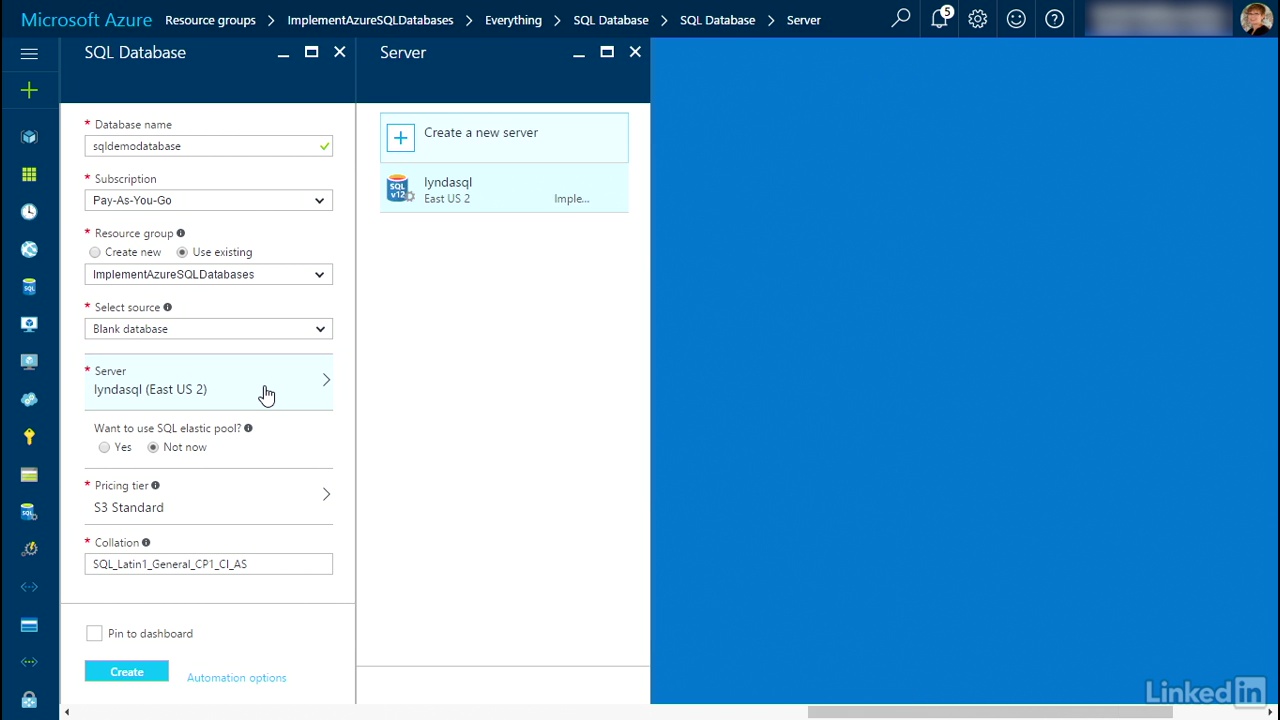 Microsoft Azure Resource groups > ImplementAzureSQLDatabases > Everything > SQL Database > SQL Database > Server
5
SQL Database
Server
* Database name
sqldemodatabase
* Subscription
Pay-As-You-Go
* Resource group
Create new Use existing
ImplementAzureSQLDatabases
* Select source
Blank database
* Server
lyndasql (East US 2)
Want to use SQL elastic pool?
Yes Not now
* Pricing tier
S3 Standard
* Collation
SQL_Latin1_General_CP1_CI_AS
Pin to dashboard
Create
Automation options
Create a new server
SQL
v12
lyndasql
East US 2 Imple...
SQL
LinkedIn